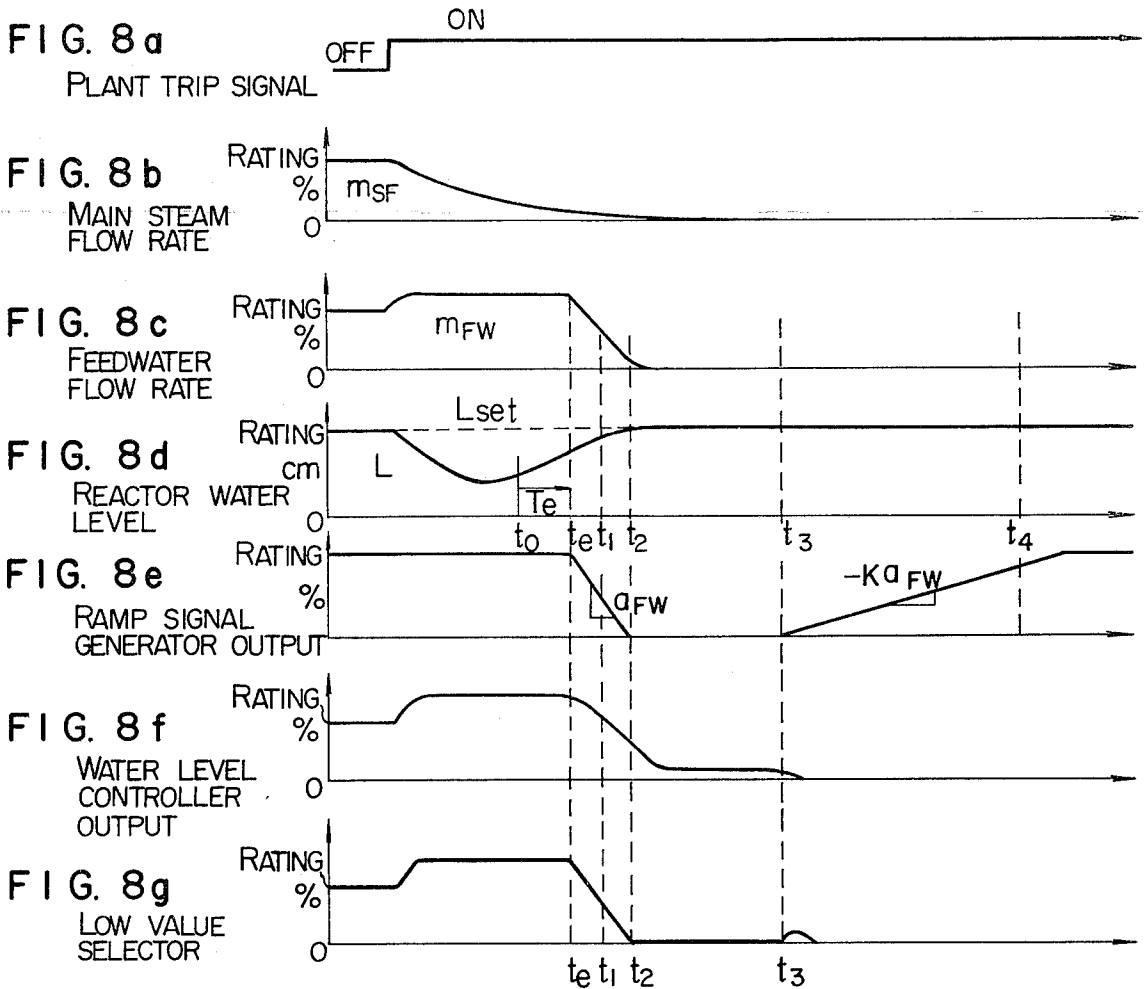 FIG. 8a
OFF
ON
PLANT TRIP SIGNAL
FIG. 8b
MAIN STEAM
FLOW RATE
RATING
%
0
mSF
FIG. 8c
FEEDWATER
FLOW RATE
RATING
%
0
mFW
FIG. 8d
REACTOR WATER
LEVEL
RATING
cm
0
Lset
L
Te
t0 te t1 t2 t3 t4
FIG. 8e
RAMP SIGNAL
GENERATOR OUTPUT
RATING
%
aFW
-KaFW
FIG. 8f
WATER LEVEL
CONTROLLER
OUTPUT
RATING
%
0
FIG. 8g
LOW VALUE
SELECTOR
RATING
%
0
te t1 t2 t3